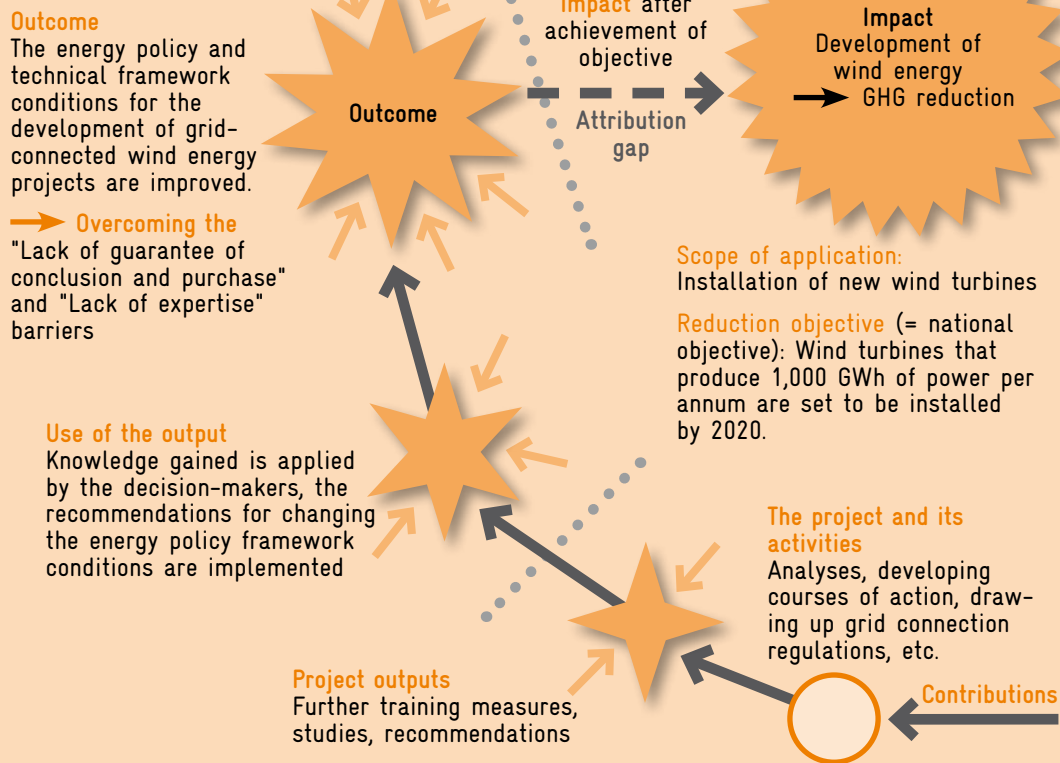 Outcome
The energy policy and
technical framework
conditions for the
development of grid-
connected wind energy
projects are improved.
Overcoming the
"Lack of guarantee of
conclusion and purchase"
and "Lack of expertise"
barriers
Outcome
Impact after
achievement of
objective
Attribution
gap
Impact
Development of
wind energy
GHG reduction
Scope of application:
Installation of new wind turbines
Reduction objective (= national
objective): Wind turbines that
produce 1,000 GWh of power per
annum are set to be installed
by 2020.
Use of the output
Knowledge gained is applied
by the decision-makers, the
recommendations for changing
the energy policy framework
conditions are implemented
The project and its
activities
Analyses, developing
courses of action, draw-
ing up grid connection
regulations, etc.
Project outputs
Further training measures,
studies, recommendations
Contributions